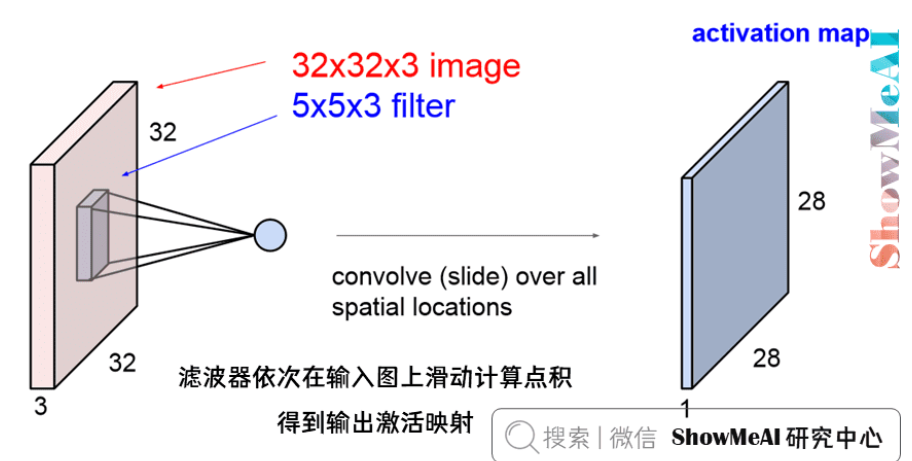 activation map
32x32x3 image
5x5x3 filter
32
28
convolve (slide) over all
spatial locations
32
28
3
1
滤波器依次在输入图上滑动计算点积
得到输出激活映射
搜索 | 微信 ShowMeAI 研究中心
ShowMeAI